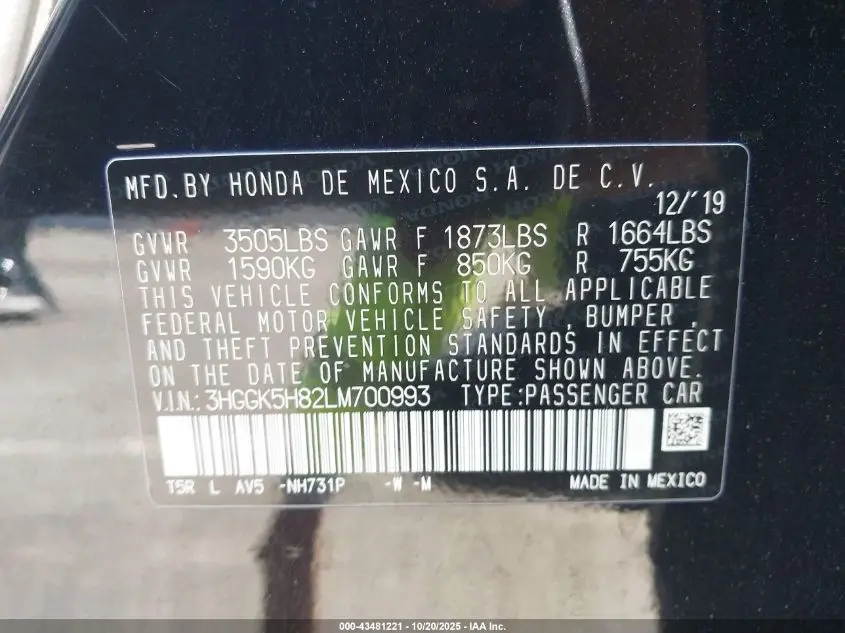 MFD.BY HONDA DE MEXICO S.A. DE C.V.
12/'19
GVWR 3505LBS GAWR F 1873LBS R 1664LBS
GVWR 1590KG GAWR F 850KG R 755KG
THIS VEHICLE CONFORMS TO ALL APPLICABLE
FEDERAL MOTOR VEHICLE SAFETY , BUMPER ,
AND THEFT PREVENTION STANDARDS IN EFFECT
ON THE DATE OF MANUFACTURE SHOWN ABOVE.
V.I.N.:3HGGK5H82LM700993 TYPE:PASSENGER CAR
T5R L AV5 -NH731P -W -M MADE IN MEXICO
000-43481221 - 10/20/2025 - IAA Inc.